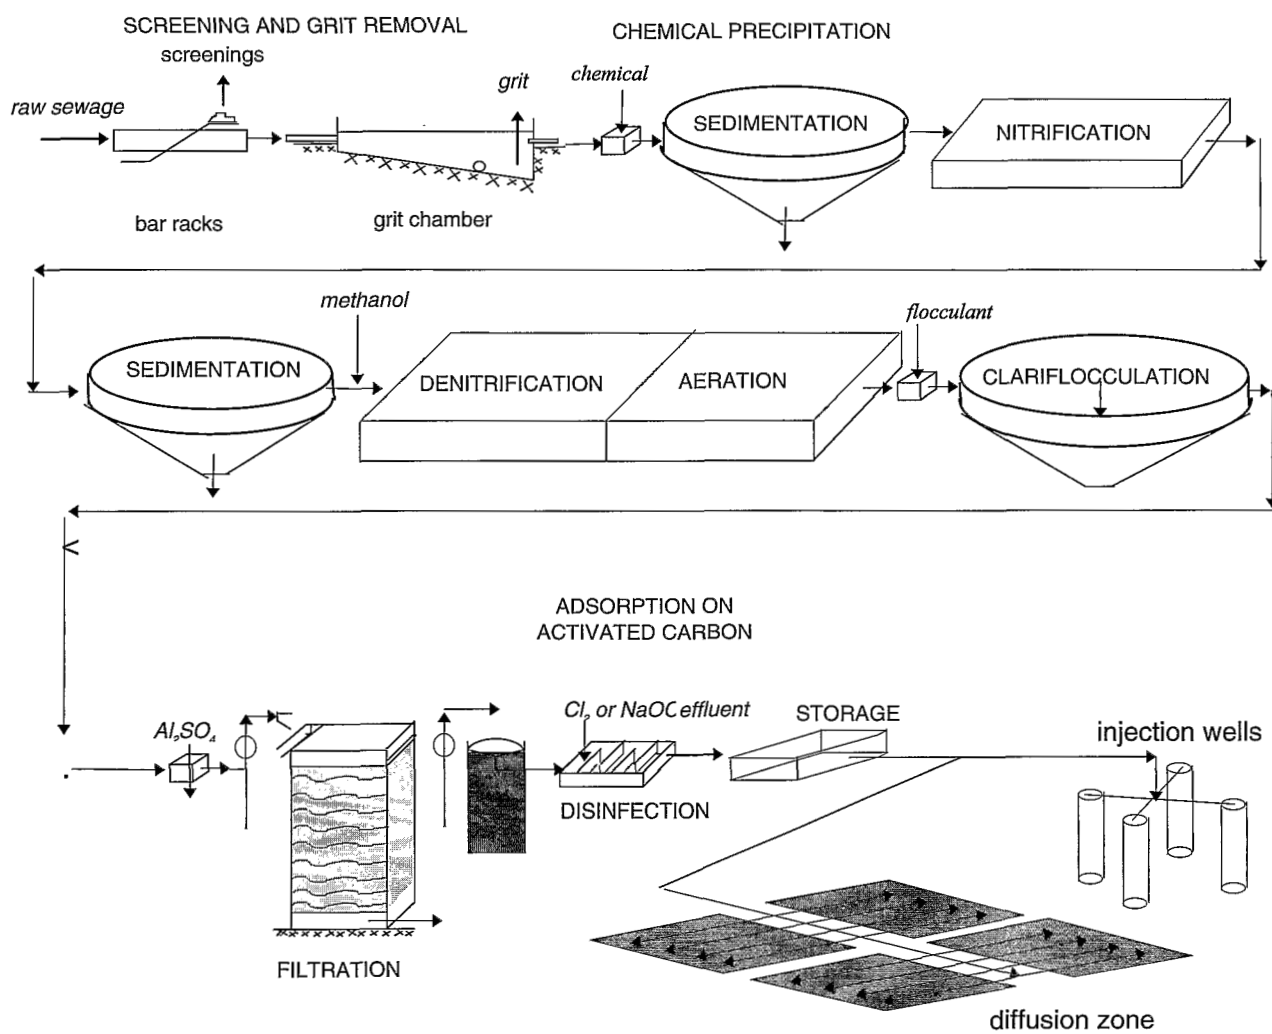 SCREENING AND GRIT REMOVAL
screenings
CHEMICAL PRECIPITATION
raw sewage
grit
chemical
SEDIMENTATION
NITRIFICATION
bar racks
grit chamber
methanol
flocculant
SEDIMENTATION
DENITRIFICATION
AERATION
CLARIFLOCCULATION
ADSORPTION ON
ACTIVATED CARBON
Al2SO4
Cl2 or NaOC effluent
STORAGE
injection wells
DISINFECTION
FILTRATION
diffusion zone